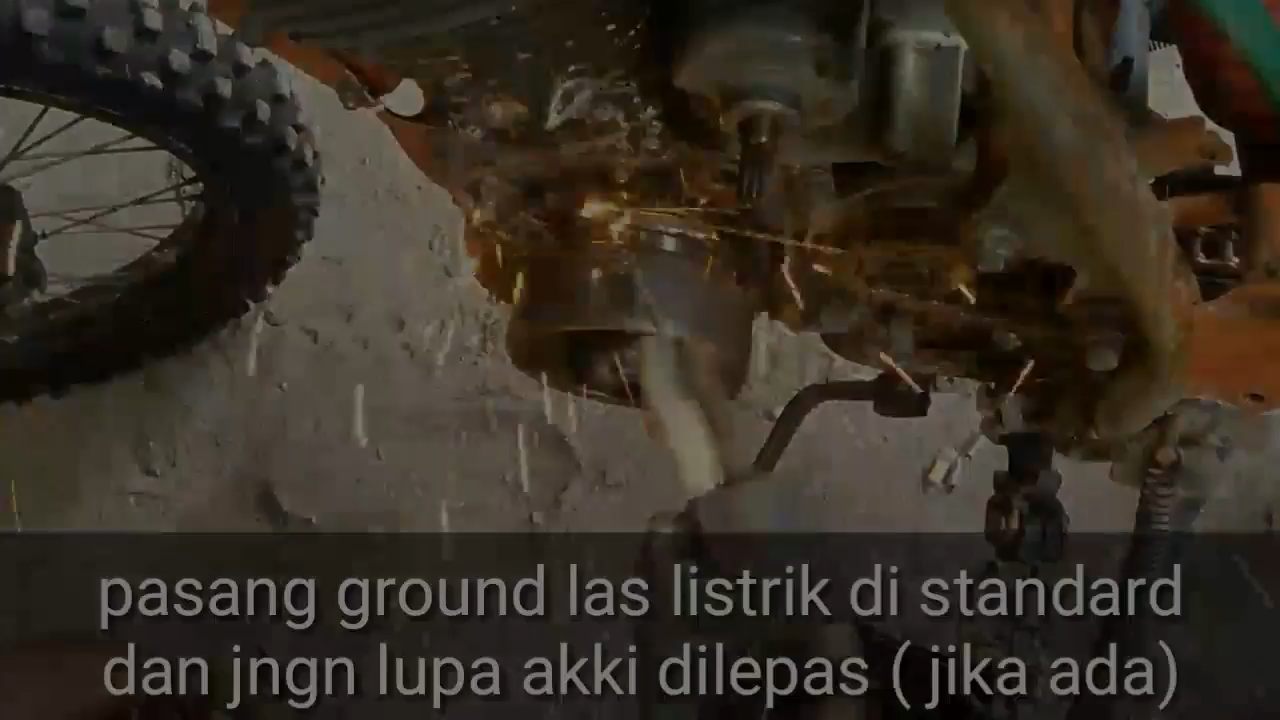 pasang ground las listrik di standard
dan jngn lupa akki dilepas ( jika ada)